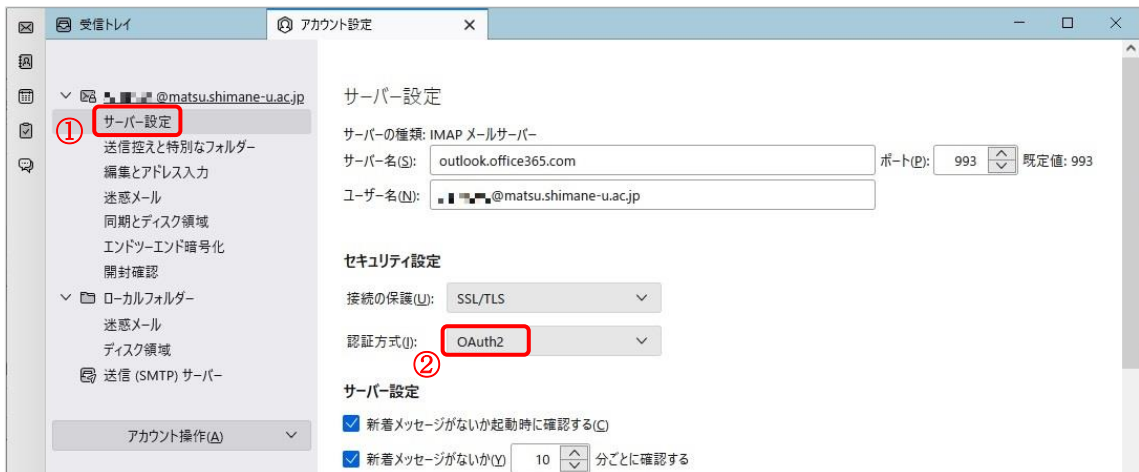 受信トレイ
アカウント設定
@matsu.shimane-u.ac.jp
① サーバー設定
送信控えと特別なフォルダー
編集とアドレス入力
迷惑メール
同期とディスク領域
エンドツーエンド暗号化
開封確認
ローカルフォルダー
迷惑メール
ディスク領域
送信 (SMTP) サーバー
アカウント操作(A)
サーバー設定
サーバーの種類: IMAP メールサーバー
サーバー名(S): outlook.office365.com ポート(P): 993 既定値: 993
ユーザー名(N): @matsu.shimane-u.ac.jp
セキュリティ設定
接続の保護(U): SSL/TLS
認証方式(I): OAuth2
②
サーバー設定
新着メッセージがないか起動時に確認する(C)
新着メッセージがないか(Y) 10 分ごとに確認する